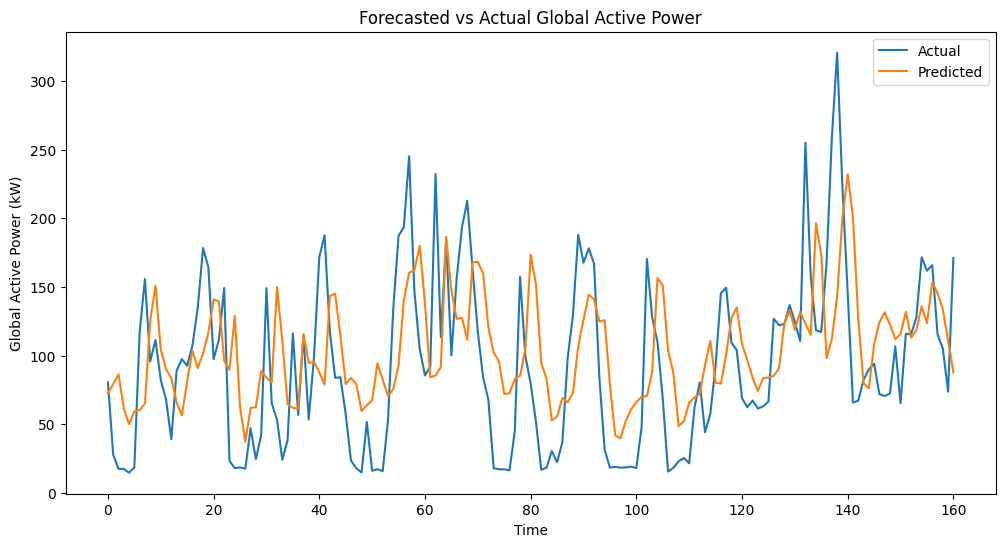 Forecasted vs Actual Global Active Power
Actual
Predicted
Global Active Power (kW)
300
250
200
150
100
50
0
0 20 40 60 80 100 120 140 160
Time